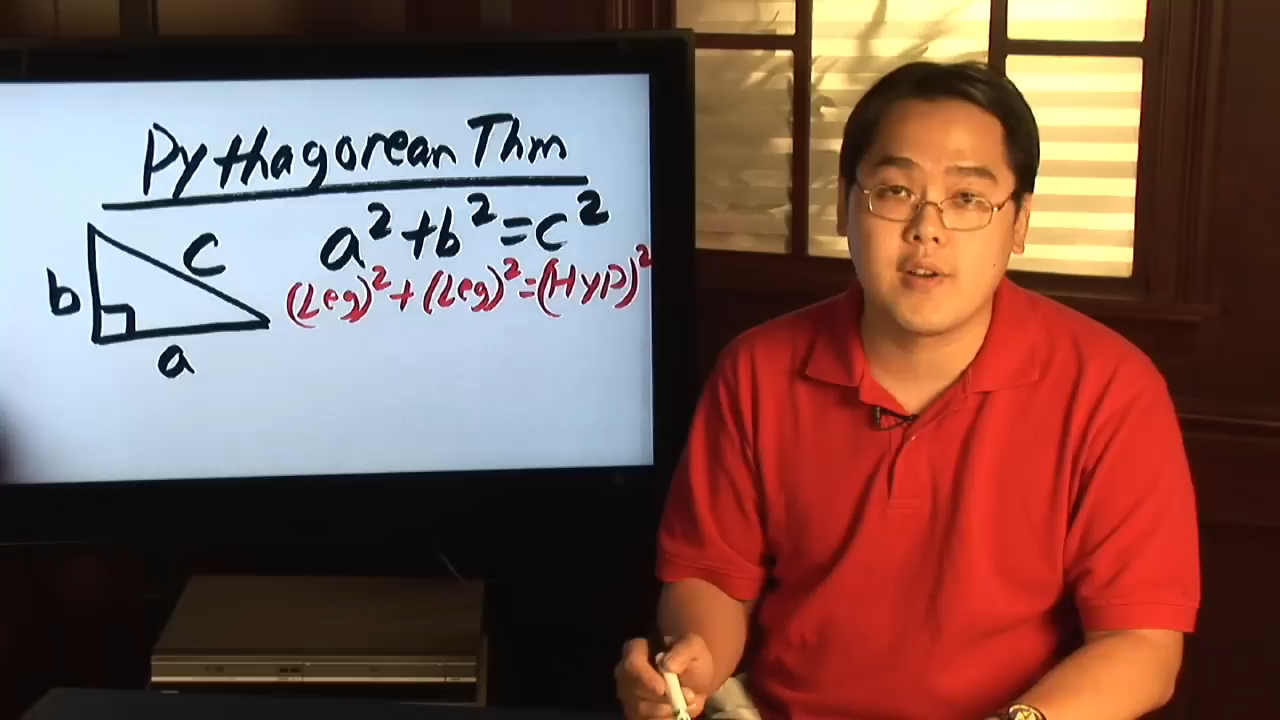 Pythagorean Thm
a²+b²=c²
(Leg)²+(Leg)²=(Hyp)²
b
c
a